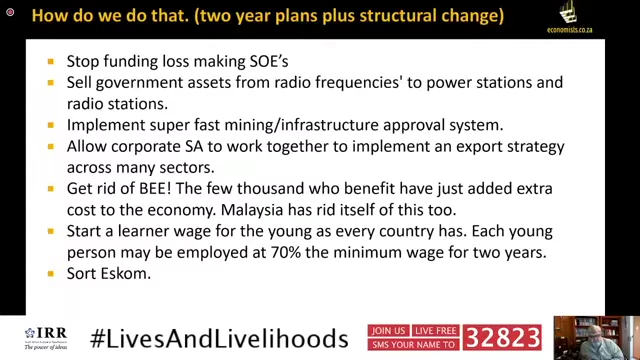 How do we do that. (two year plans plus structural change)
economists.co.za
Stop funding loss making SOE's
Sell government assets from radio frequencies' to power stations and
radio stations.
Implement super fast mining/infrastructure approval system.
Allow corporate SA to work together to implement an export strategy
across many sectors.
Get rid of BEE! The few thousand who benefit have just added extra
cost to the economy. Malaysia has rid itself of this too.
Start a learner wage for the young as every country has. Each young
person may be employed at 70% the minimum wage for two years.
Sort Eskom.
IRR
The power of ideas
#LivesAndLivelihoods
JOIN US LIVE FREE
SMS YOUR NAME TO
32823